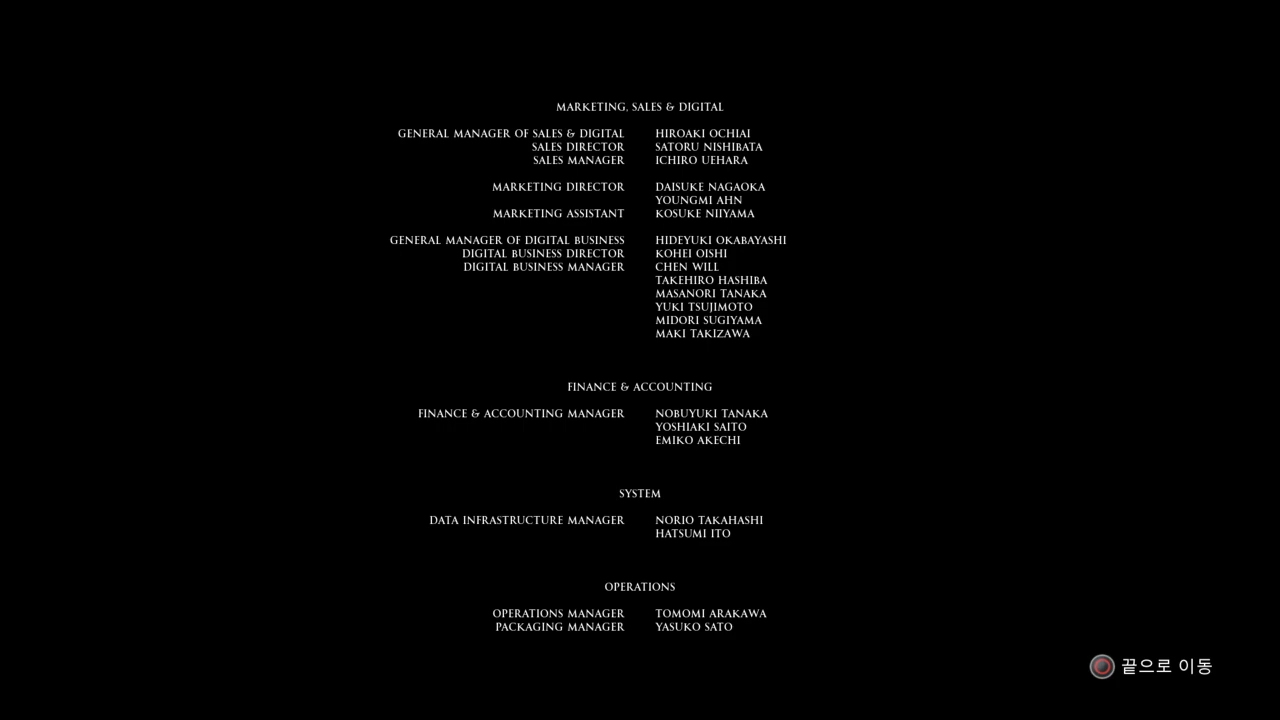 MARKETING, SALES & DIGITAL
GENERAL MANAGER OF SALES & DIGITAL HIROAKI OCHIAI
SALES DIRECTOR SATORU NISHIBATA
SALES MANAGER ICHIRO UEHARA
MARKETING DIRECTOR DAISUKE NAGAOKA
YOUNGMI AHN
MARKETING ASSISTANT KOSUKE NIIYAMA
GENERAL MANAGER OF DIGITAL BUSINESS HIDEYUKI OKABAYASHI
DIGITAL BUSINESS DIRECTOR KOHEI OISHI
DIGITAL BUSINESS MANAGER CHEN WILL
TAKEHIRO HASHIBA
MASANORI TANAKA
YUKI TSUJIMOTO
MIDORI SUGIYAMA
MAKI TAKIZAWA
FINANCE & ACCOUNTING
FINANCE & ACCOUNTING MANAGER NOBUYUKI TANAKA
YOSHIAKI SAITO
EMIKO AKECHI
SYSTEM
DATA INFRASTRUCTURE MANAGER NORIO TAKAHASHI
HATSUMI ITO
OPERATIONS
OPERATIONS MANAGER TOMOMI ARAKAWA
PACKAGING MANAGER YASUKO SATO
끝으로 이동